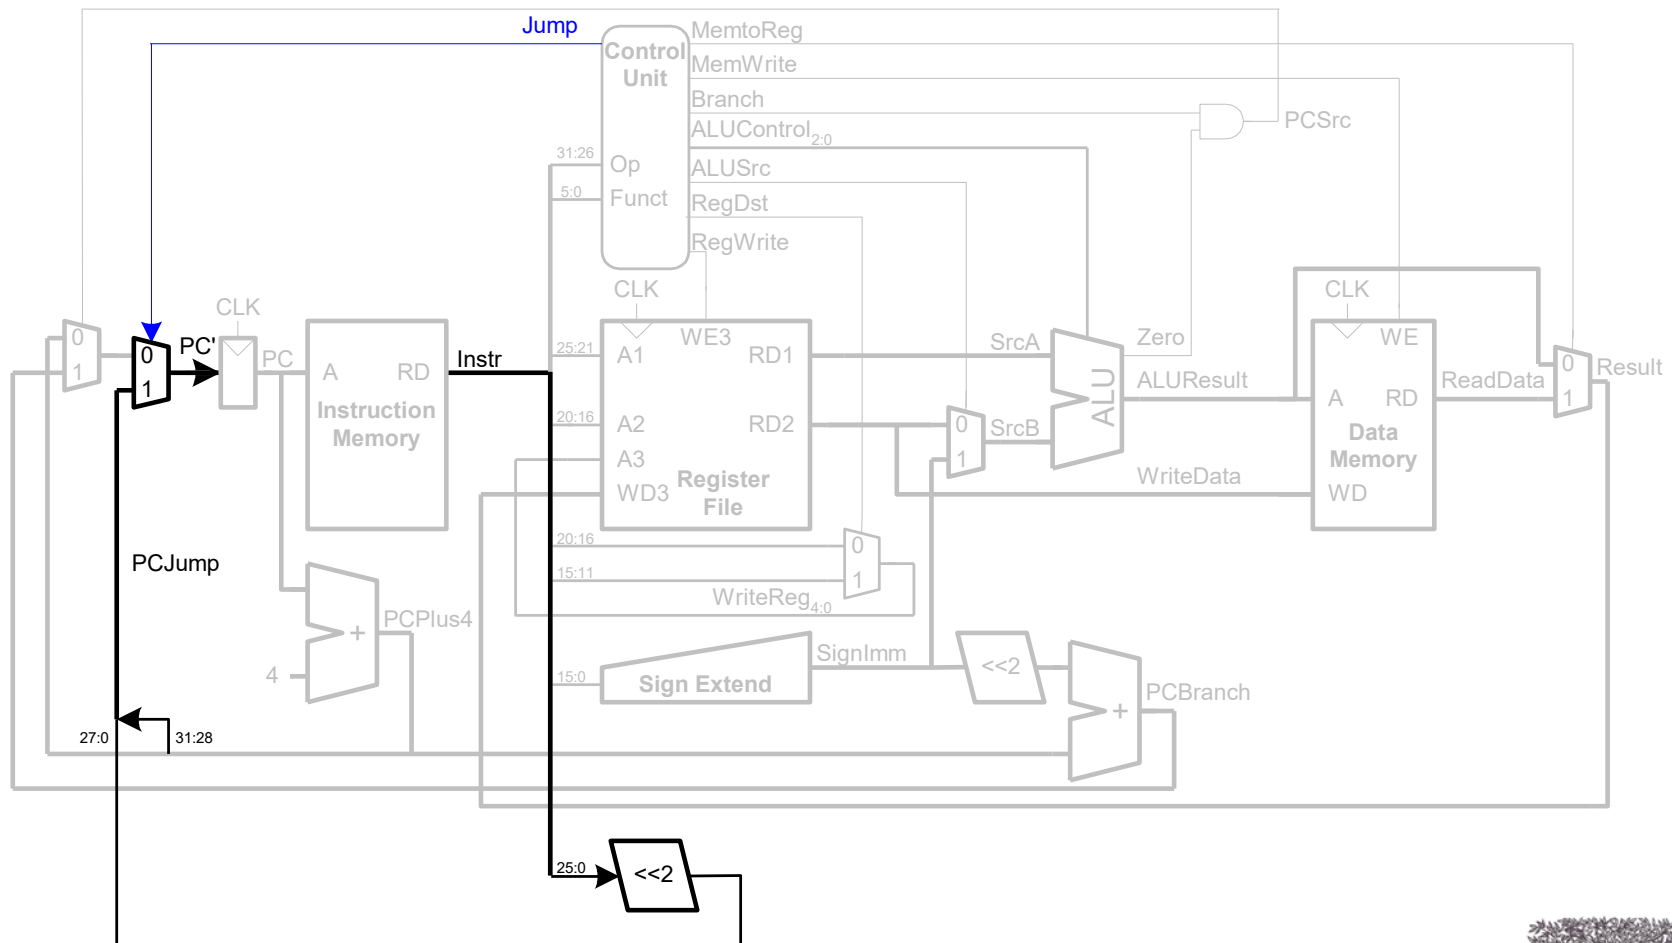 Jump
MemtoReg
Control
Unit
MemWrite
Branch
PCSrc
ALUControl2:0
31:26
Op
ALUSrc
5:0
Funct
RegDst
RegWrite
CLK
CLK
CLK
0
1
0
1
PC'
PC
A
RD
Instruction
Memory
Instr
25:21
A1
WE3
RD1
SrcA
Zero
ALU
ALUResult
WE
A
RD
ReadData
0
1
Result
20:16
A2
RD2
0
1
SrcB
Data
Memory
A3
WD3
Register
File
WriteData
WD
20:16
0
15:11
1
WriteReg4:0
PCJump
PCPlus4
+
4
15:0
Sign Extend
SignImm
<<2
+
PCBranch
27:0
31:28
25:0
<<2